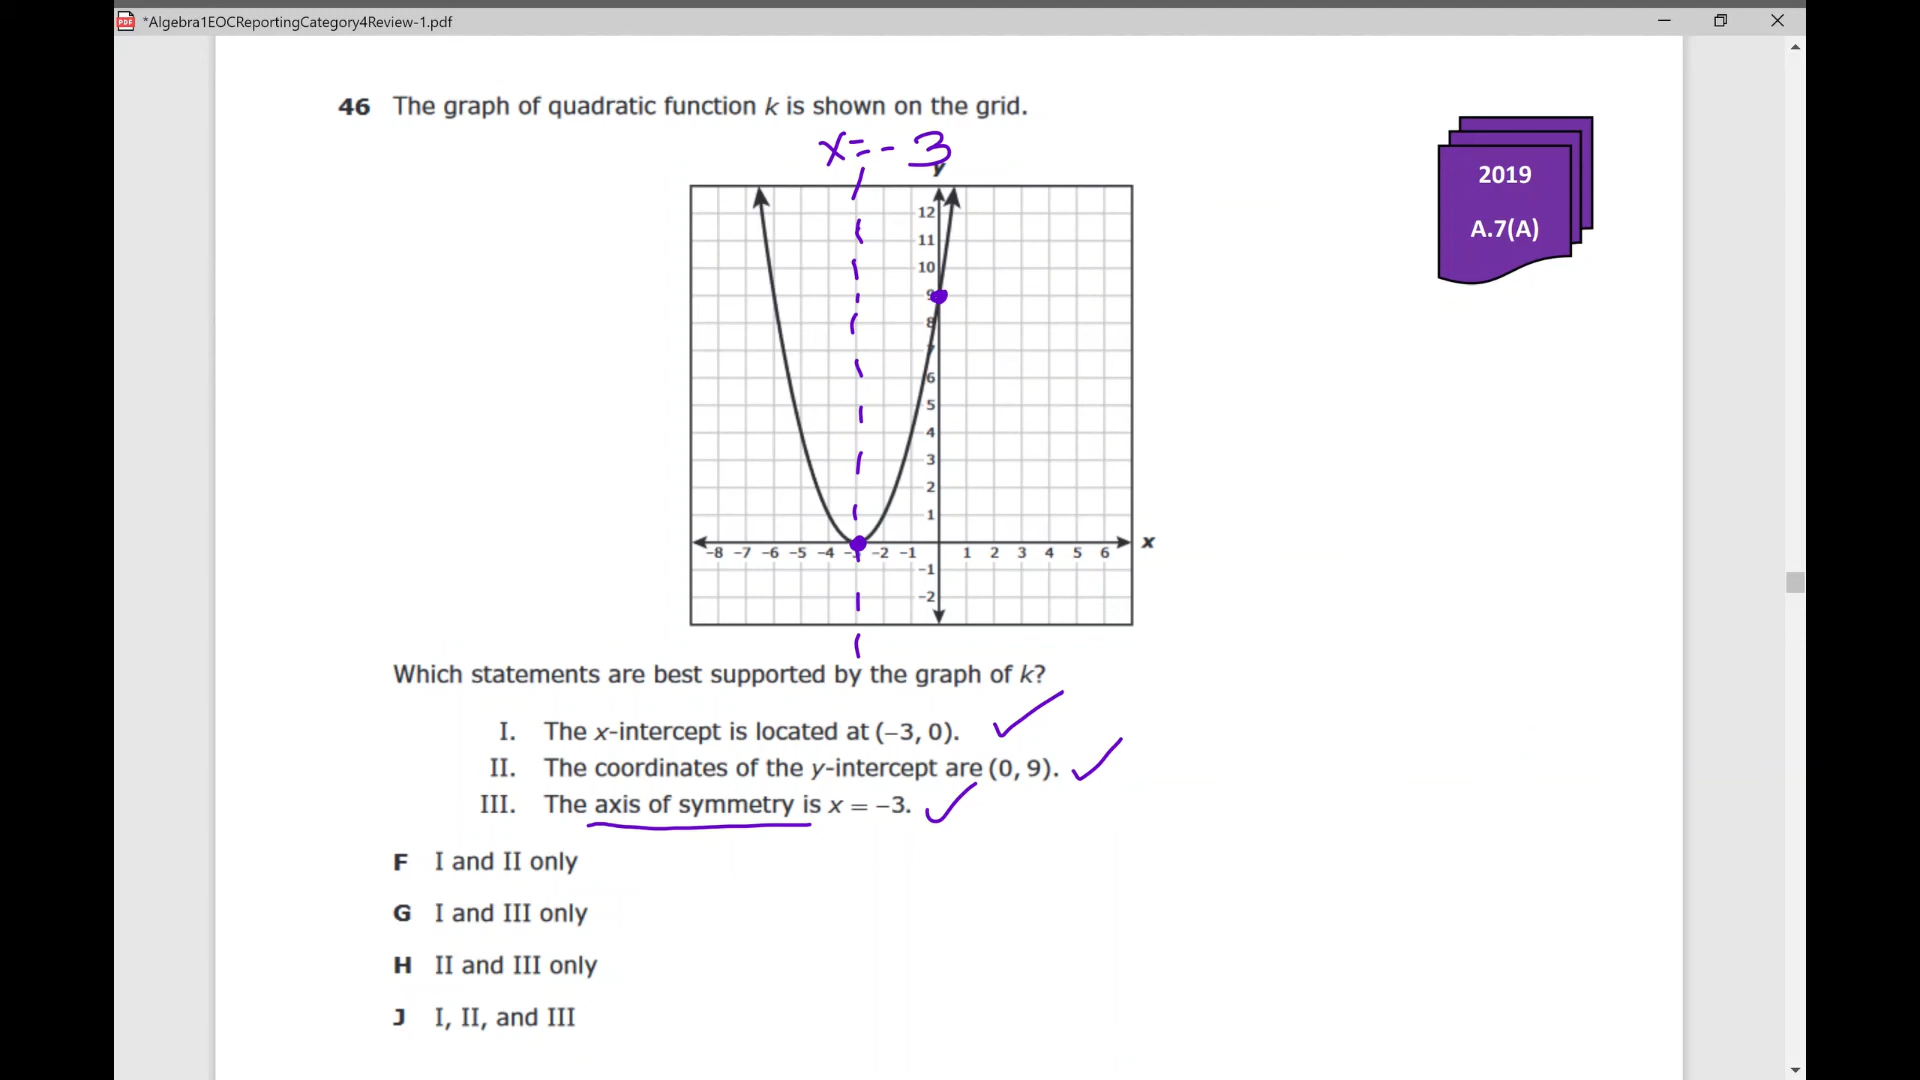 *Algebra1EOCReportingCategory4Review-1.pdf
46 The graph of quadratic function k is shown on the grid.
x = - 3
2019
A.7(A)
y
12
11
10
9
8
7
6
5
4
3
2
1
-8 -7 -6 -5 -4 -2 -1 1 2 3 4 5 6 x
-1
-2
Which statements are best supported by the graph of k?
I. The x-intercept is located at (−3, 0).
II. The coordinates of the y-intercept are (0, 9).
III. The axis of symmetry is x = −3.
F I and II only
G I and III only
H II and III only
J I, II, and III